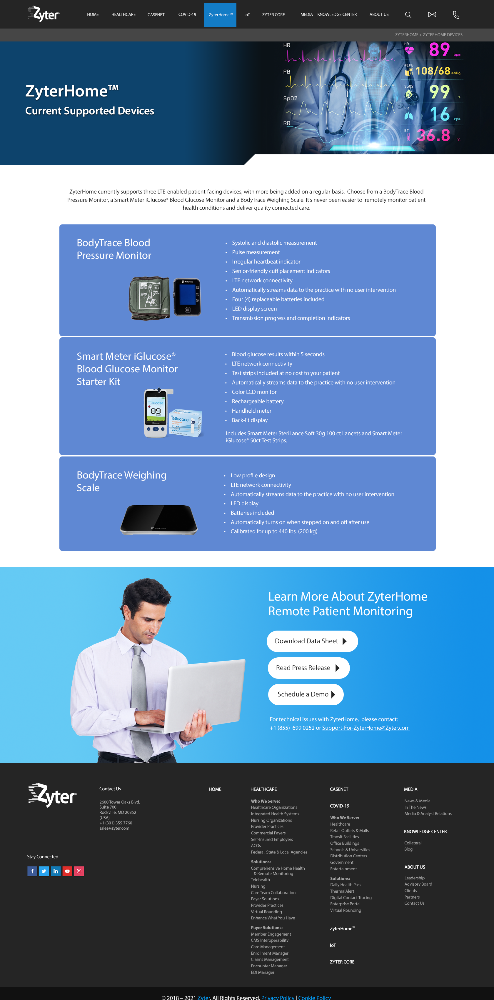 Zyter®
HOME HEALTHCARE CASENET COVID-19 ZyterHome™ IoT ZYTER CORE MEDIA KNOWLEDGE CENTER ABOUT US
ZYTERHOME > ZYTERHOME DEVICES
ZyterHome™
Current Supported Devices
HR
PB
SpO2
RR
HR
89 bpm
NIPB
108/68 mmHg
SpO2
99 %
RR
16 rpm
BT
36.8 °C
ZyterHome currently supports three LTE-enabled patient-facing devices, with more being added on a regular basis.  Choose from a BodyTrace Blood
Pressure Monitor, a Smart Meter iGlucose® Blood Glucose Monitor and a BodyTrace Weighing Scale. It’s never been easier to  remotely monitor patient
health conditions and deliver quality connected care.
BodyTrace Blood
Pressure Monitor
LEFT ARM
Main
Arteries
INDEX
BodyTrace
• Systolic and diastolic measurement
• Pulse measurement
• Irregular heartbeat indicator
• Senior-friendly cuff placement indicators
• LTE network connectivity
• Automatically streams data to the practice with no user intervention
• Four (4) replaceable batteries included
• LED display screen
• Transmission progress and completion indicators
Smart Meter iGlucose®
Blood Glucose Monitor
Starter Kit
iGlucose
89
mg/dl
Settings Averages
iGlucose
iGlucose
iGlucose
50
• Blood glucose results within 5 seconds
• LTE network connectivity
• Test strips included at no cost to your patient
• Automatically streams data to the practice with no user intervention
• Color LCD monitor
• Rechargeable battery
• Handheld meter
• Back-lit display
Includes Smart Meter SteriLance Soft 30g 100 ct Lancets and Smart Meter
iGlucose® 50ct Test Strips.
BodyTrace Weighing
Scale
BodyTrace
• Low profile design
• LTE network connectivity
• Automatically streams data to the practice with no user intervention
• LED display
• Batteries included
• Automatically turns on when stepped on and off after use
• Calibrated for up to 440 lbs. (200 kg)
Learn More About ZyterHome
Remote Patient Monitoring
Download Data Sheet
Read Press Release
Schedule a Demo
For technical issues with ZyterHome,  please contact:
+1 (855)  699 0252 or Support-For-ZyterHome@Zyter.com
Zyter®
Contact Us
2600 Tower Oaks Blvd.
Suite 700
Rockville, MD 20852
(USA)
+1 (301) 355 7760
sales@zyter.com
Stay Connected
HOME
HEALTHCARE
Who We Serve:
Healthcare Organizations
Integrated Health Systems
Nursing Organizations
Provider Practices
Commercial Payers
Self-Insured Employers
ACOs
Federal, State & Local Agencies
Solutions:
Comprehensive Home Health
& Remote Monitoring
Telehealth
Nursing
Care Team Collaboration
Payer Solutions
Provider Practices
Virtual Rounding
Enhance What You Have
Payer Solutions:
Member Engagement
CMS Interoperability
Care Management
Enrollment Manager
Claims Management
Encounter Manager
EDI Manager
CASENET
COVID-19
Who We Serve:
Healthcare
Retail Outlets & Malls
Transit Facilities
Office Buildings
Schools & Universities
Distribution Centers
Government
Entertainment
Solutions:
Daily Health Pass
ThermalAlert
Digital Contact Tracing
Enterprise Portal
Virtual Rounding
ZyterHome™
IoT
ZYTER CORE
MEDIA
News & Media
In The News
Media & Analyst Relations
KNOWLEDGE CENTER
Collateral
Blog
ABOUT US
Leadership
Advisory Board
Clients
Partners
Contact Us
© 2018 – 2021 Zyter. All Rights Reserved. Privacy Policy | Cookie Policy